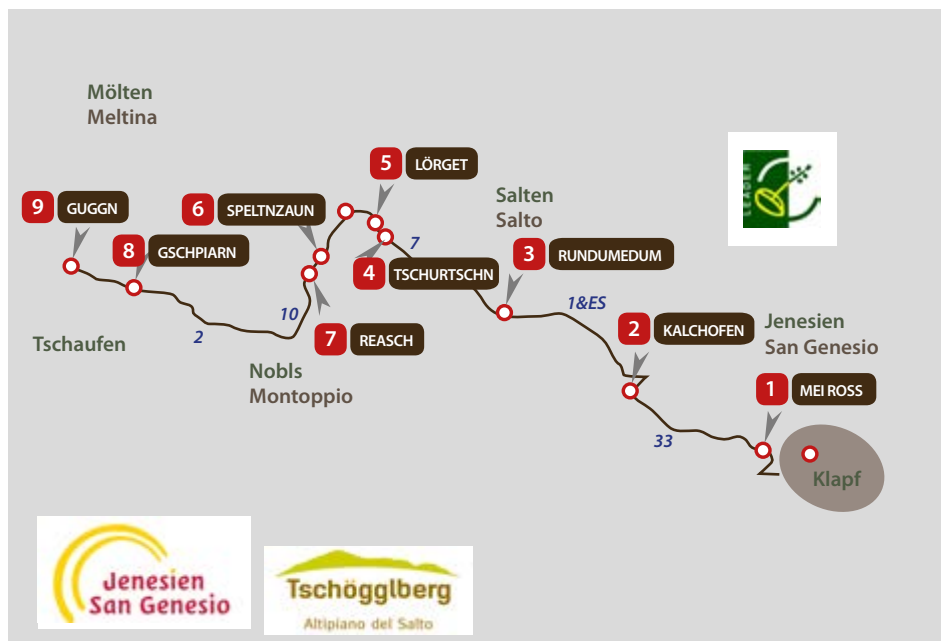 Mölten
Meltina
5 LÖRGET
9 GUGGN
6 SPELTNZAUN
Salten
Salto
8 GSCHPIARN
7
3 RUNDUMEDUM
4 TSCHURTSCHN
LEADER
10
1&ES
2
Tschaufen
7 REASCH
2 KALCHOFEN
Jenesien
San Genesio
Nobls
Montoppio
1 MEI ROSS
33
Klapf
Jenesien
San Genesio
Tschögglberg
Altipiano del Salto